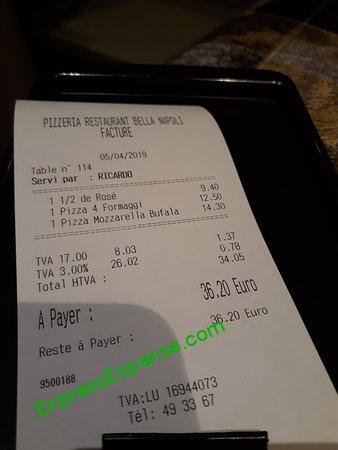 PIZZERIA RESTAURANT BELLA NAPOLI
FACTURE
05/04/2019
Table n° 114
Servi par : RICARDO
==============================
1 1/2 de Rosé 9.40
1 Pizza 4 Formaggi 12.50
1 Pizza Mozzarella Bufala 14.30
==============================
TVA 17.00 8.03 1.37
TVA 3.00% 26.02 0.78
Total HTVA : 34.05
A Payer : 36.20 Euro
Reste à Payer : 36.20 Euro
9500188
ExpressExpense.com
TVA:LU 16944073
Tél: 49 33 67